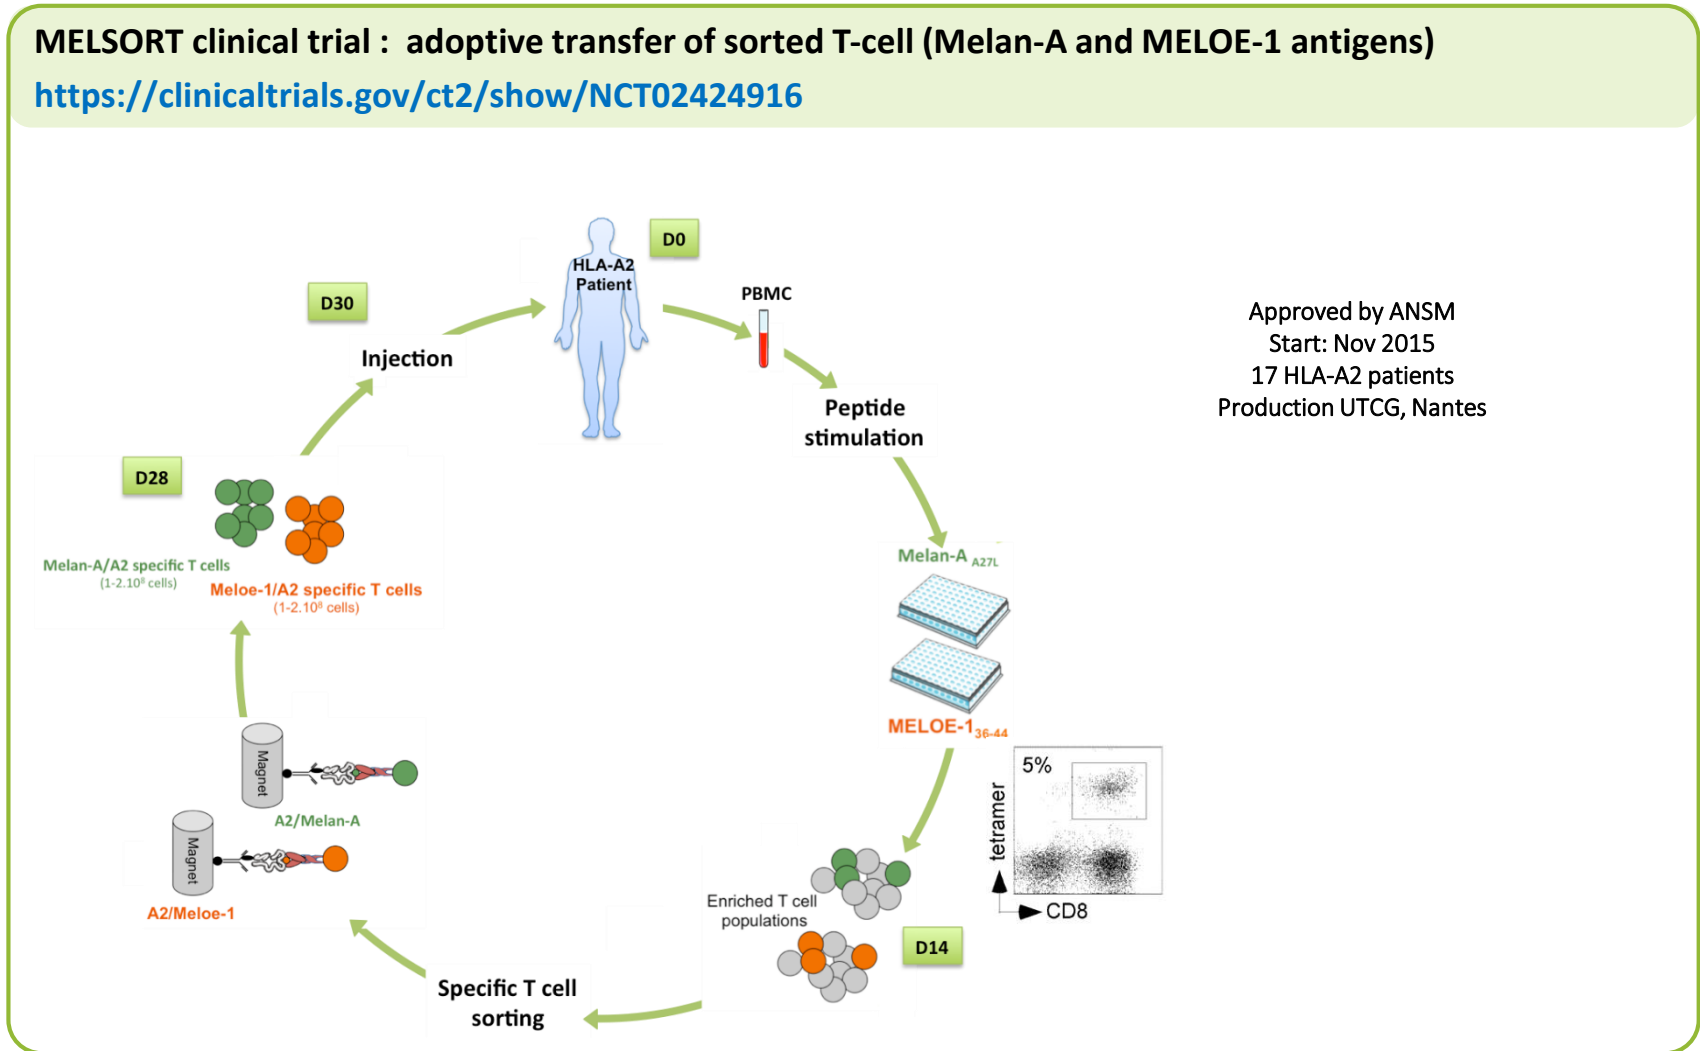 MELSORT clinical trial :  adoptive transfer of sorted T-cell (Melan-A and MELOE-1 antigens)
https://clinicaltrials.gov/ct2/show/NCT02424916
D0
HLA-A2
Patient
PBMC
Peptide
stimulation
Melan-A A27L
MELOE-1 36-44
5%
tetramer
CD8
Enriched T cell
populations
D14
Specific T cell
sorting
Magnet
A2/Melan-A
Magnet
A2/Meloe-1
D28
Melan-A/A2 specific T cells
(1-2.10⁸ cells)
Meloe-1/A2 specific T cells
(1-2.10⁸ cells)
Injection
D30
Approved by ANSM
Start: Nov 2015
17 HLA-A2 patients
Production UTCG, Nantes